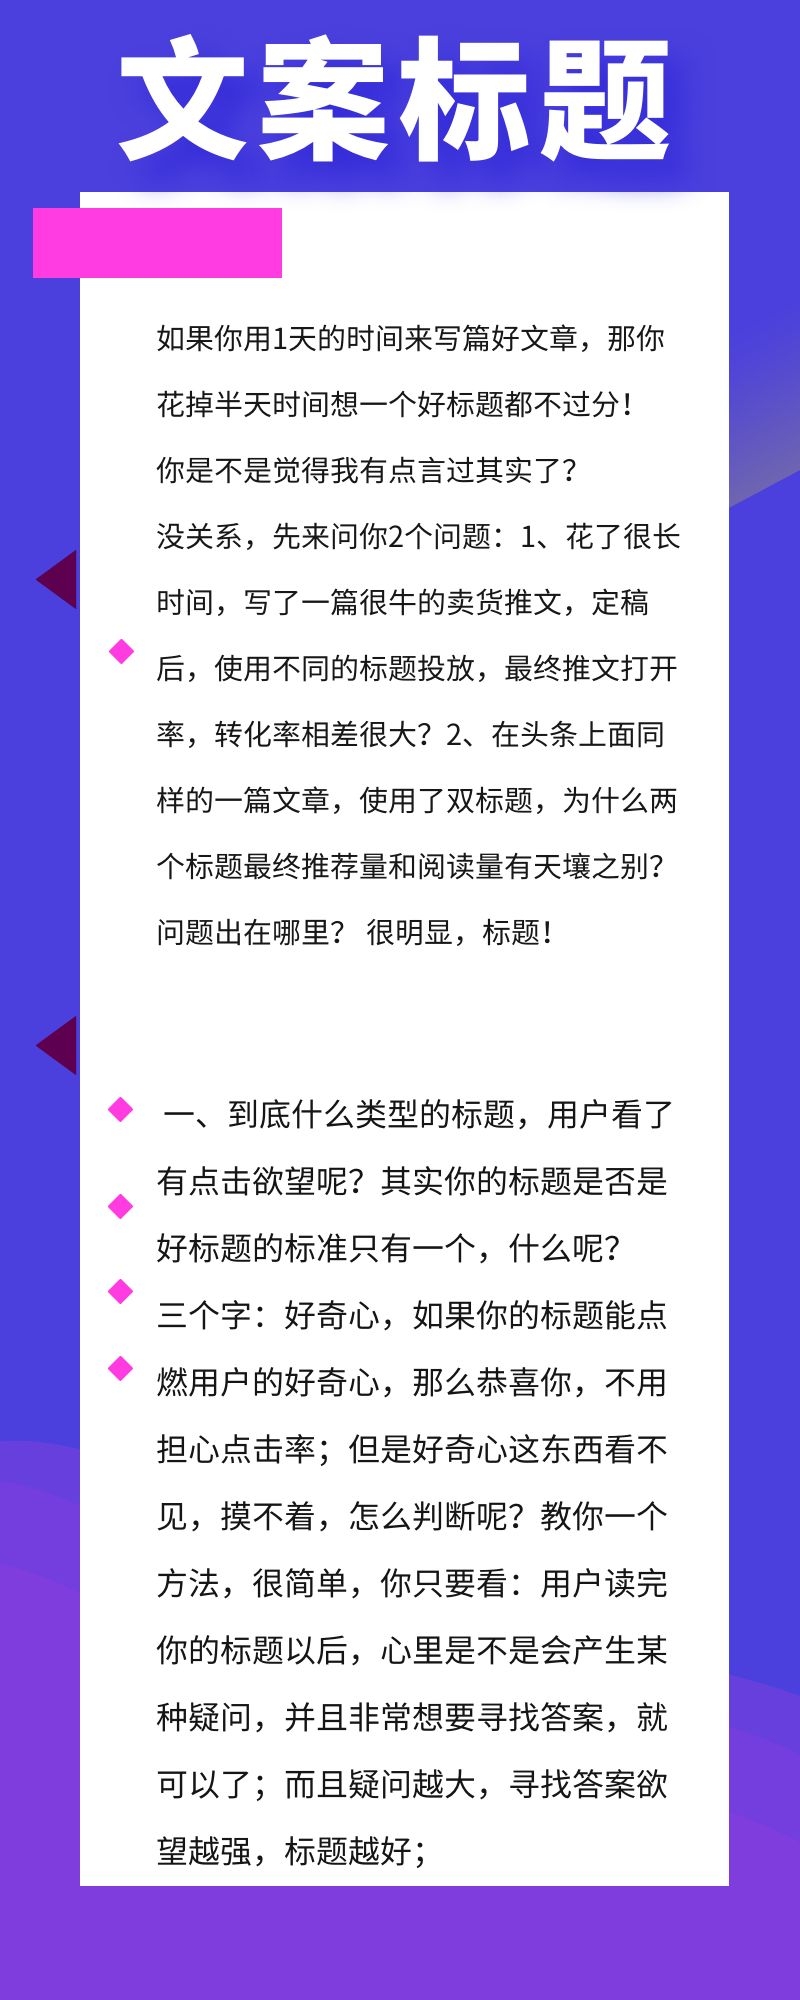 文案标题
如果你用1天的时间来写篇好文章，那你
花掉半天时间想一个好标题都不过分！
你是不是觉得我有点言过其实了？
没关系，先来问你2个问题：1、花了很长
时间，写了一篇很牛的卖货推文，定稿
后，使用不同的标题投放，最终推文打开
率，转化率相差很大？2、在头条上面同
样的一篇文章，使用了双标题，为什么两
个标题最终推荐量和阅读量有天壤之别？
问题出在哪里？ 很明显，标题！
一、到底什么类型的标题，用户看了
有点击欲望呢？其实你的标题是否是
好标题的标准只有一个，什么呢？
三个字：好奇心，如果你的标题能点
燃用户的好奇心，那么恭喜你，不用
担心点击率；但是好奇心这东西看不
见，摸不着，怎么判断呢？教你一个
方法，很简单，你只要看：用户读完
你的标题以后，心里是不是会产生某
种疑问，并且非常想要寻找答案，就
可以了；而且疑问越大，寻找答案欲
望越强，标题越好；